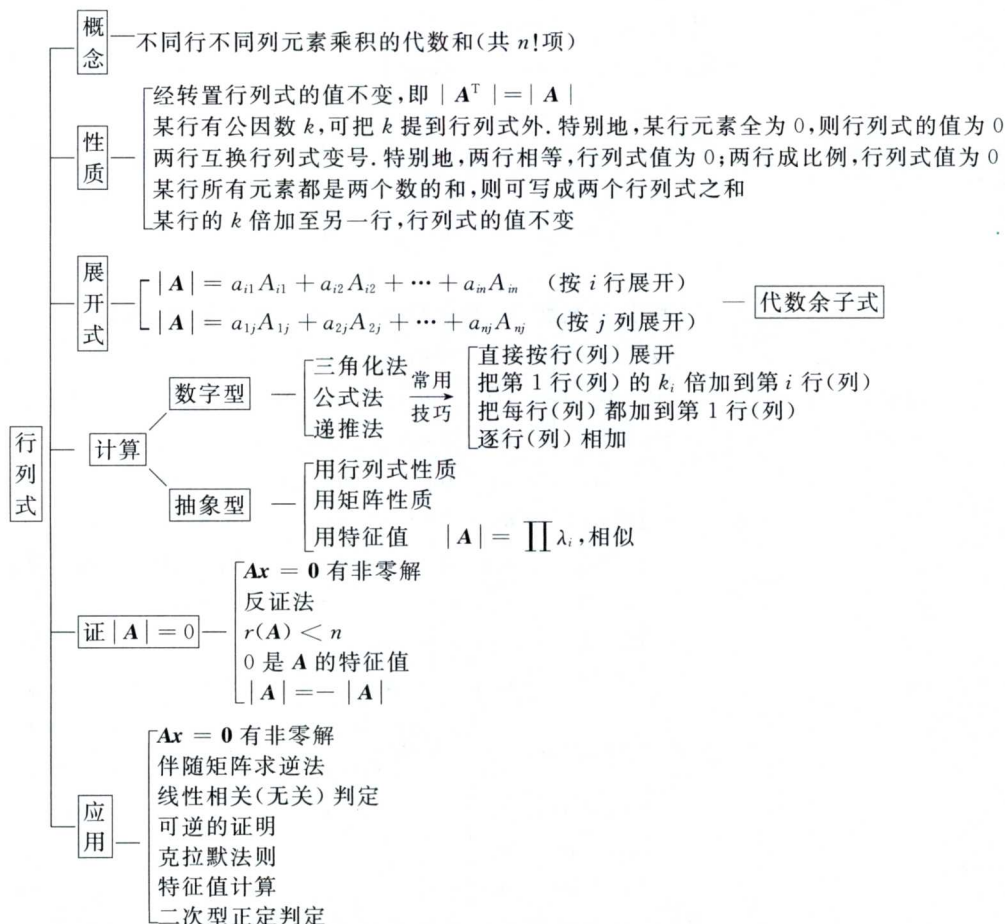 行列式
概念
不同行不同列元素乘积的代数和(共 n!项)
性质
经转置行列式的值不变,即 | Aᵀ |=| A |
某行有公因数 k,可把 k 提到行列式外.特别地,某行元素全为 0,则行列式的值为 0
两行互换行列式变号.特别地,两行相等,行列式值为 0;两行成比例,行列式值为 0
某行所有元素都是两个数的和,则可写成两个行列式之和
某行的 k 倍加至另一行,行列式的值不变
展开式
| A | = aᵢ₁Aᵢ₁ + aᵢ₂Aᵢ₂ + ⋯ + aᵢₙAᵢₙ (按 i 行展开)
| A | = a₁ⱼA₁ⱼ + a₂ⱼA₂ⱼ + ⋯ + aₙⱼAₙⱼ (按 j 列展开)
代数余子式
计算
数字型
三角化法
公式法
递推法
常用
技巧
直接按行(列) 展开
把第 1 行(列) 的 kᵢ 倍加到第 i 行(列)
把每行(列) 都加到第 1 行(列)
逐行(列) 相加
抽象型
用行列式性质
用矩阵性质
用特征值 | A | = ∏ λᵢ,相似
证 | A | = 0
Ax = 0 有非零解
反证法
r(A) < n
0 是 A 的特征值
| A | =− | A |
应用
Ax = 0 有非零解
伴随矩阵求逆法
线性相关(无关) 判定
可逆的证明
克拉默法则
特征值计算
二次型正定判定